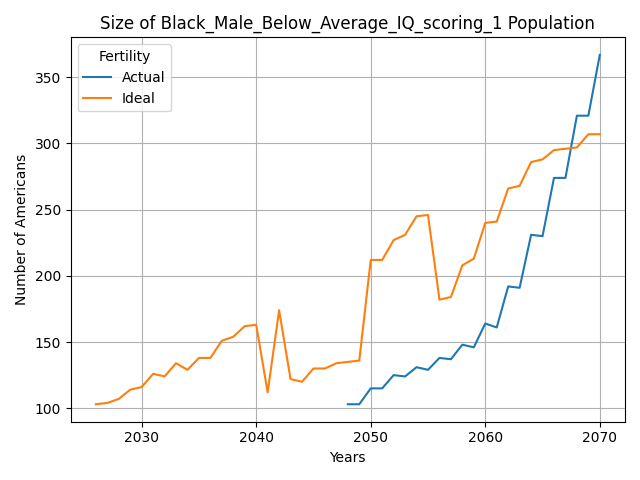 Size of Black_Male_Below_Average_IQ_scoring_1 Population
Fertility
Actual
Ideal
350
300
250
200
150
100
Number of Americans
2030
2040
2050
2060
2070
Years